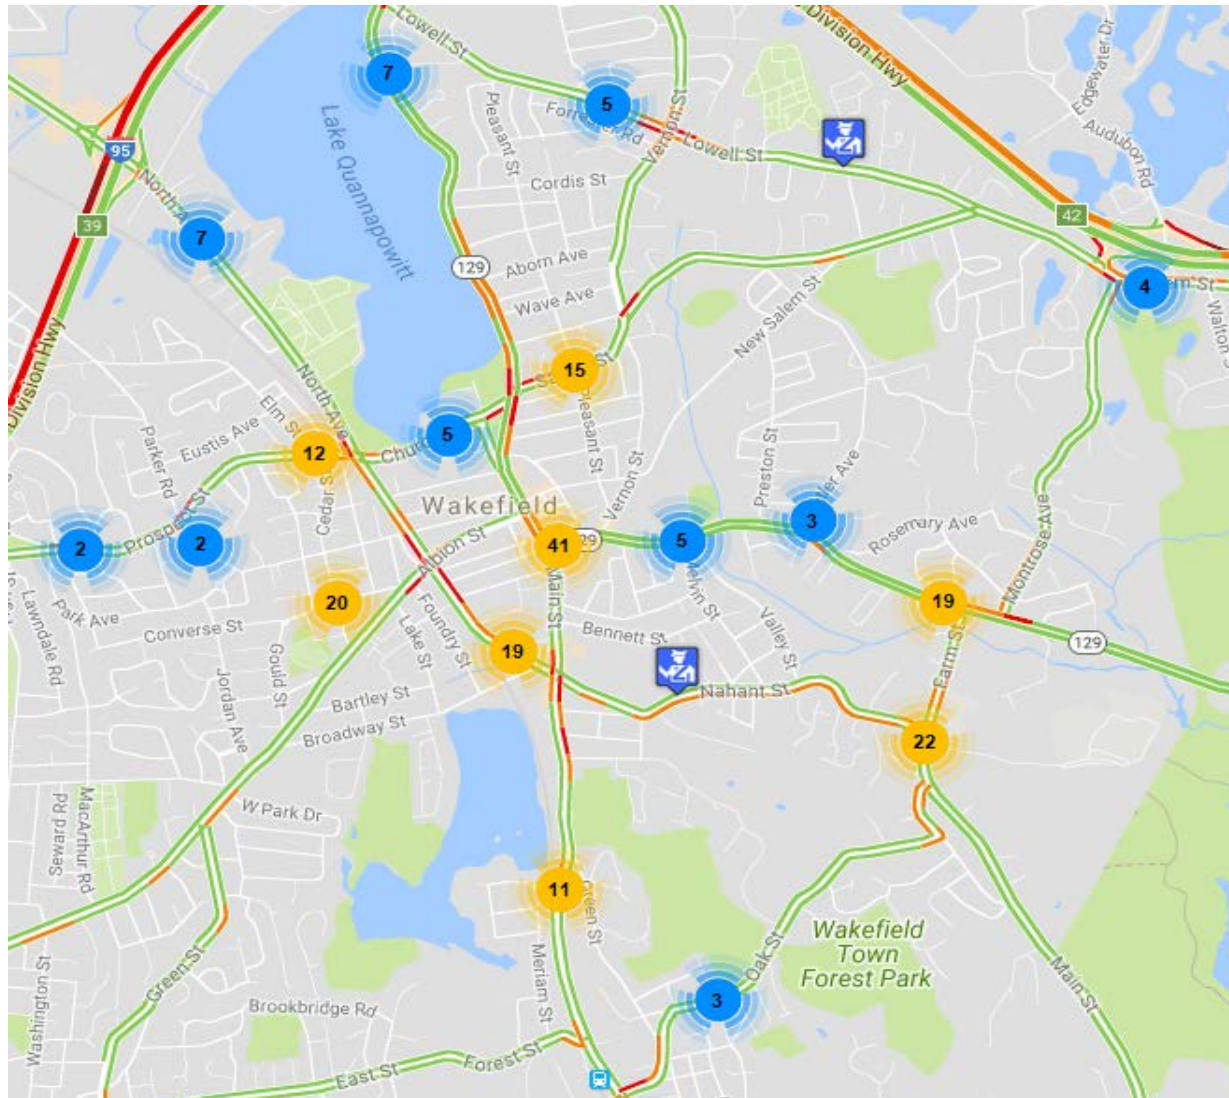 Lowell St
Division Hwy
Edgewater Dr
7
5
Pleasant St
Forrester Rd
Vernon St
Lowell St
Audubon Rd
95
Lake Quannapowitt
Cordis St
North A
39
42
7
129
Aborn Ave
4
Wave Ave
New Salem St
Division Hwy
15
North Ave
Pleasant St
Elm St
Eustis Ave
5
12
Parker Rd
Preston St
Vernon St
Cedar S
Wakefield
Prospect St
3
Rosemary Ave
Montrose Ave
2
2
Albion St
41
29
5
Melvin St
Main St
Lawndale Rd
Park Ave
20
19
Converse St
Foundry St
Lake St
Bennett St
Valley St
129
Gould St
19
Farm St
Jordan Ave
Bartley St
Nahant St
Broadway St
22
W Park Dr
Seward Rd
MacArthur Rd
11
Green St
Wakefield
Town
Forest Park
Oak St
Meriam St
Green St
Main St
Washington St
3
Brookbridge Rd
Forest St
East St